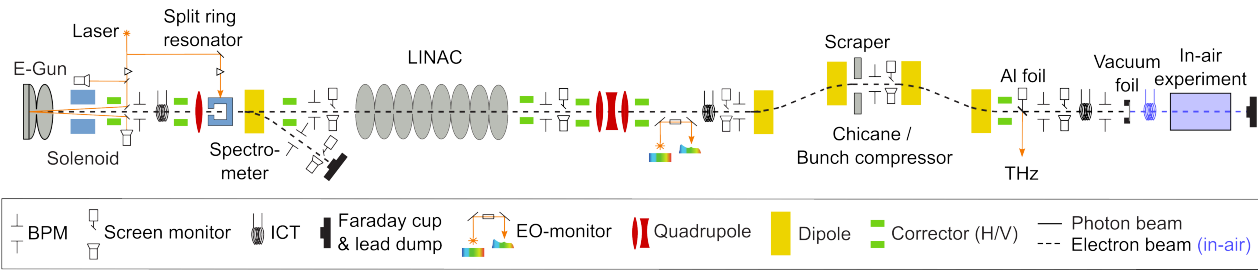 Laser
Split ring
resonator
E-Gun
Solenoid
Spectro-
meter
LINAC
Scraper
Chicane /
Bunch compressor
Al foil
THz
Vacuum
foil
In-air
experiment
BPM
Screen monitor
ICT
Faraday cup
& lead dump
EO-monitor
Quadrupole
Dipole
Corrector (H/V)
Photon beam
Electron beam (in-air)